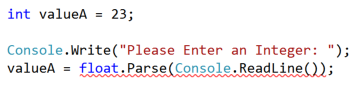 int valueA = 23;
Console.Write("Please Enter an Integer: ");
valueA = float.Parse(Console.ReadLine());